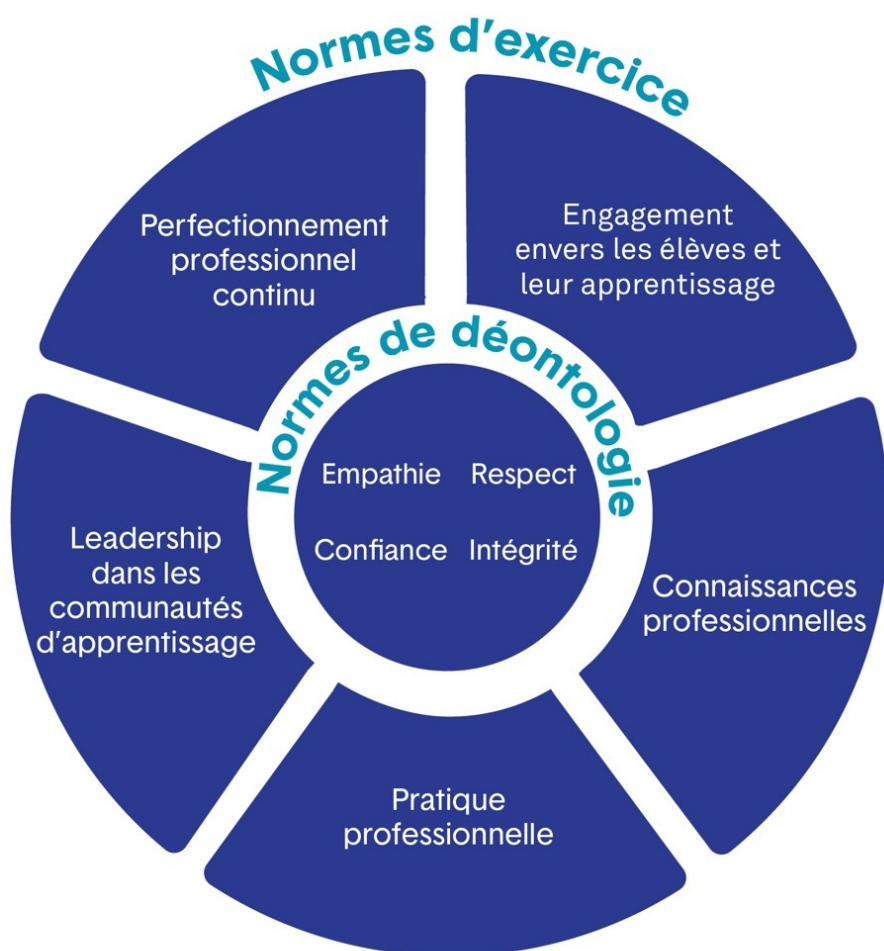 Normes d’exercice
Perfectionnement
professionnel
continu
Engagement
envers les élèves et
leur apprentissage
Normes de déontologie
Empathie Respect
Confiance Intégrité
Leadership
dans les
communautés
d’apprentissage
Connaissances
professionnelles
Pratique
professionnelle